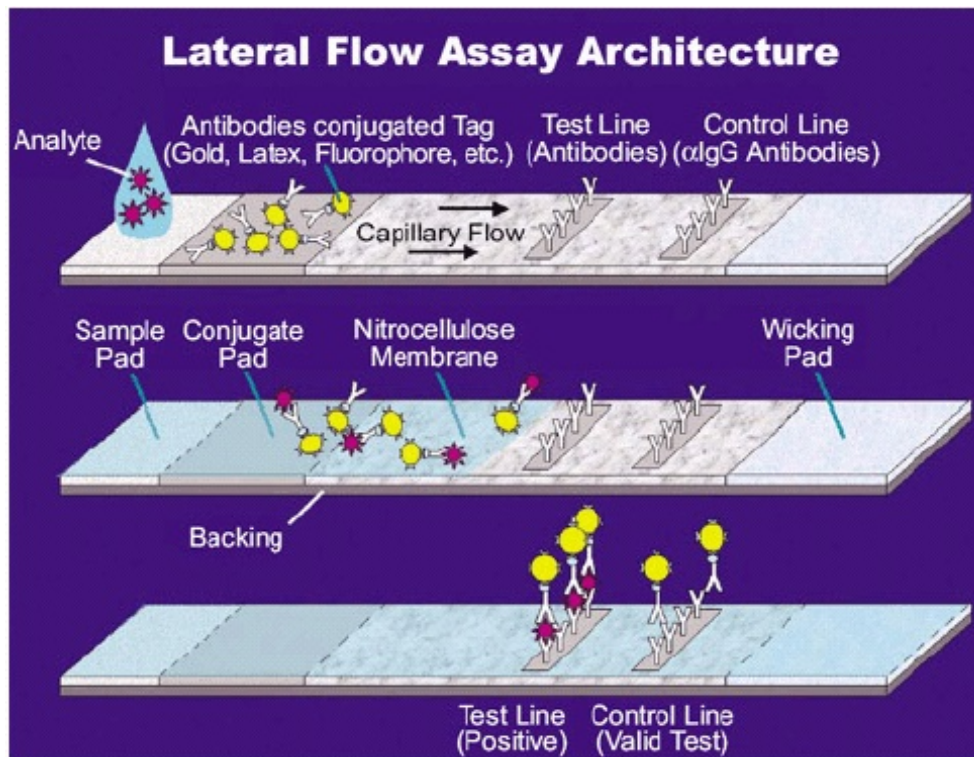 Lateral Flow Assay Architecture
Analyte
Antibodies conjugated Tag
(Gold, Latex, Fluorophore, etc.)
Test Line
(Antibodies)
Control Line
(αIgG Antibodies)
Capillary Flow
Sample
Pad
Conjugate
Pad
Nitrocellulose
Membrane
Wicking
Pad
Backing
Test Line
(Positive)
Control Line
(Valid Test)